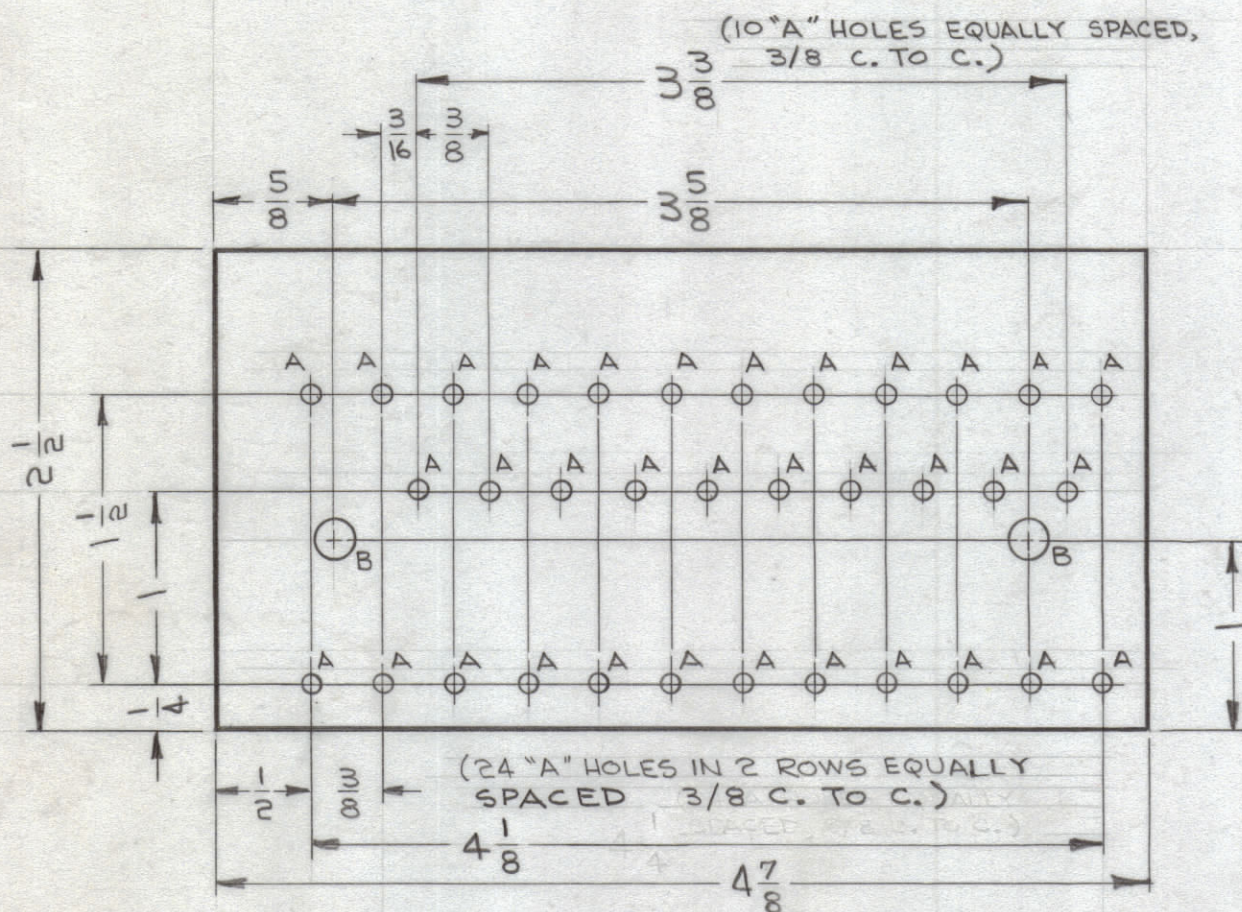 (10 "A" HOLES EQUALLY SPACED,
3/8 C. TO C.)
3 3/8
3/16 3/8
5/8 3 5/8
A A A A A A A A A A A A
2 1/2
1 1/2
A A A A A A A A A A
B B
1
1
A A A A A A A A A A A A
1/4
(24 "A" HOLES IN 2 ROWS EQUALLY
SPACED 3/8 C. TO C.)
1/2 3/8
4 1/8
4 7/8